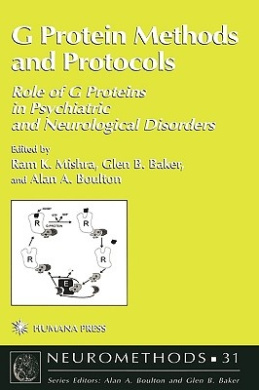 G Protein Methods
and Protocols
Role of G Proteins
in Psychiatric
and Neurological Disorders
Edited by
Ram K. Mishra, Glen B. Baker,
and Alan A. Boulton
R
R
R
R
G-PROTEIN
HUMANA PRESS
NEUROMETHODS ▪ 31
Series Editors: Alan A. Boulton and Glen B. Baker